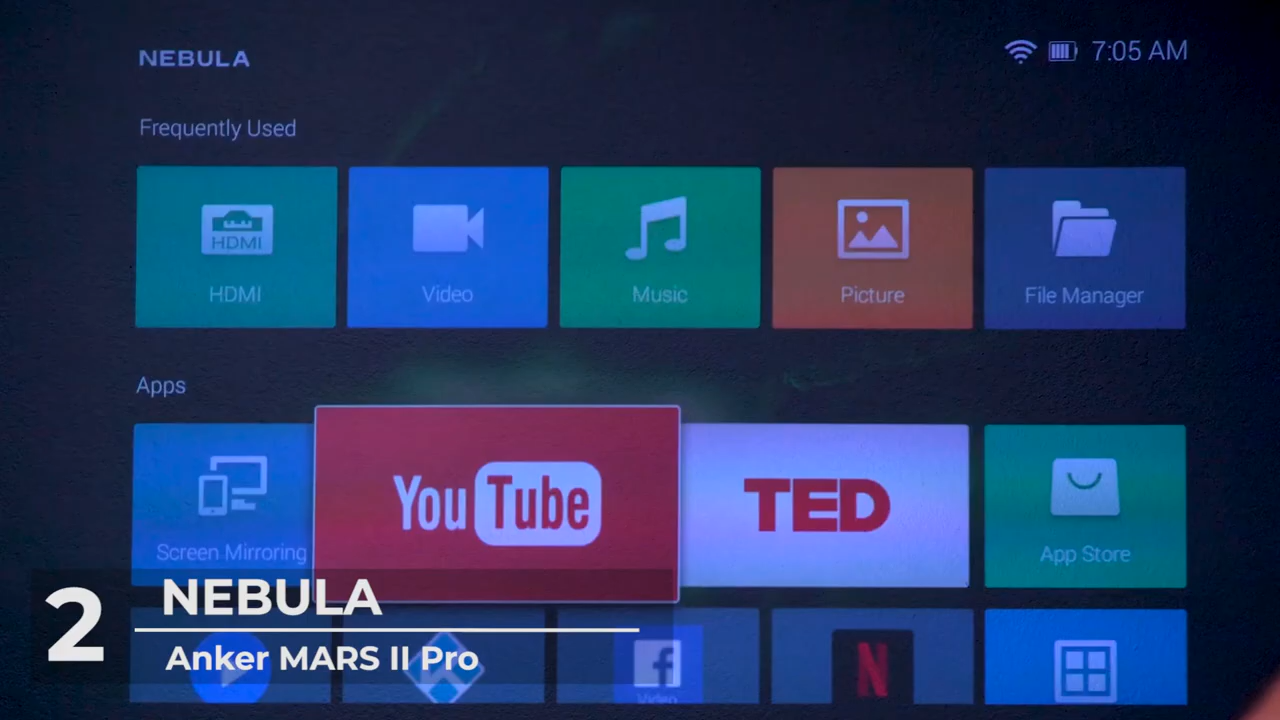 NEBULA
7:05 AM
Frequently Used
HDMI
HDMI
Video
Music
Picture
File Manager
Apps
Screen Mirroring
YouTube
TED
App Store
2
NEBULA
Anker MARS II Pro
f
Video
N